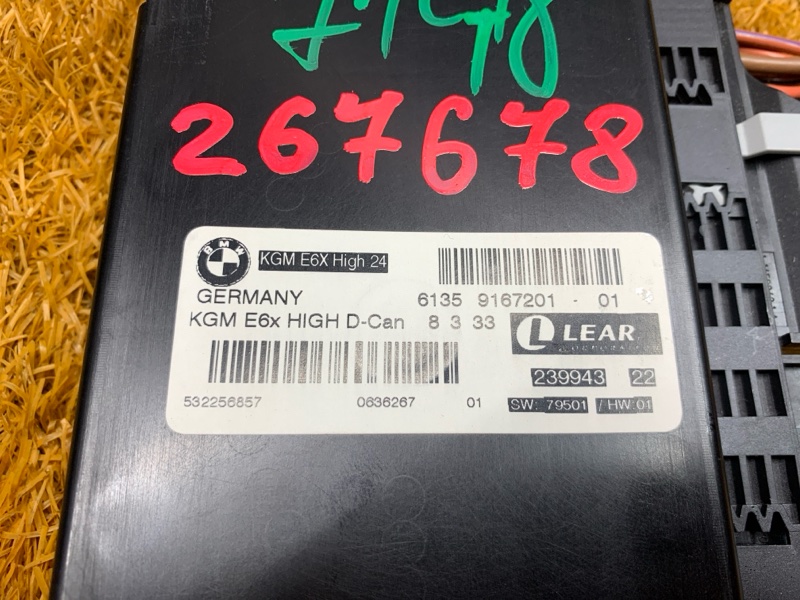 267678
BMW
KGM E6X High 24
GERMANY 6135 9167201 - 01
KGM E6x HIGH D-Can 8 3 33
LEAR
CORPORATION
239943 22
532256857 0636267 01 SW: 79501 / HW:01